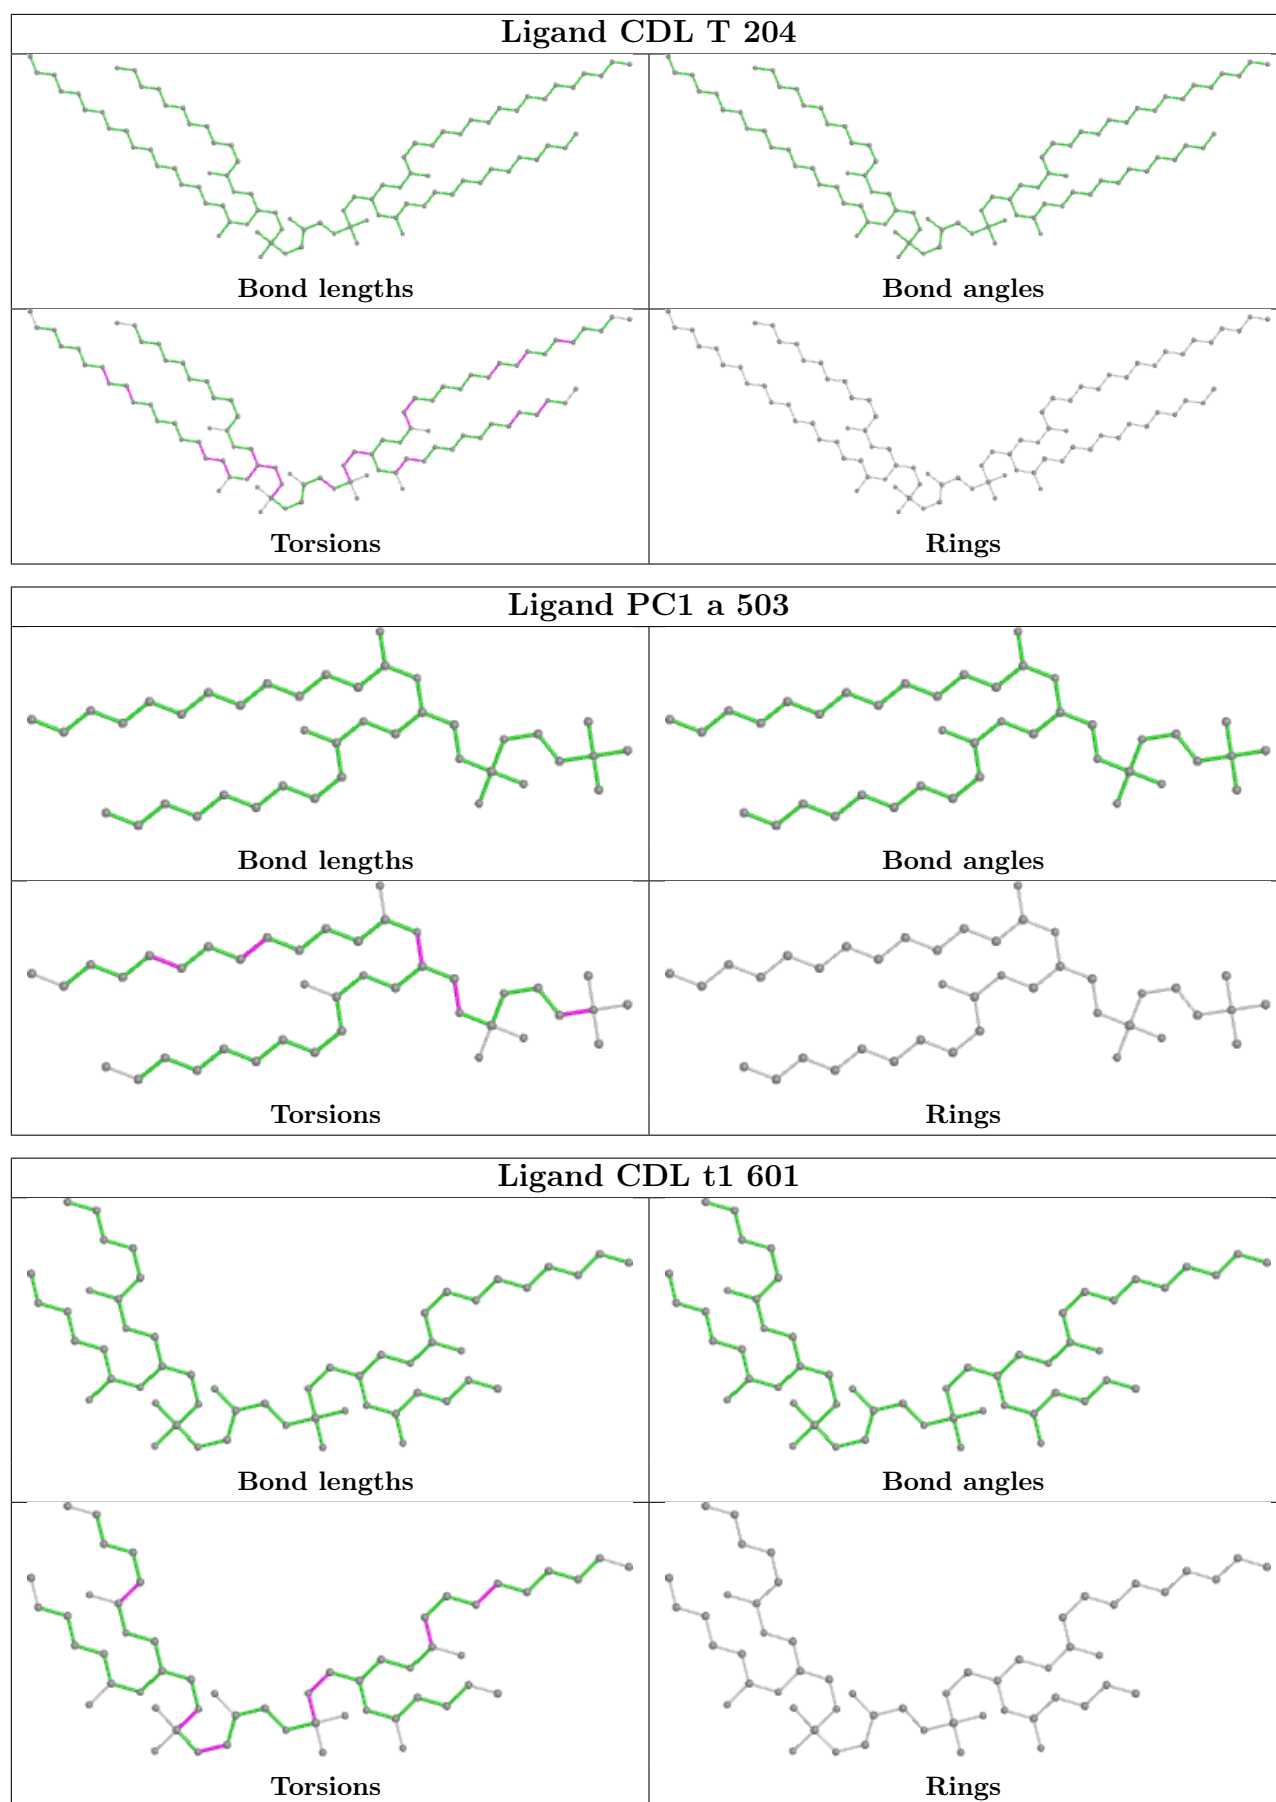 Ligand CDL T 204
Bond lengths
Bond angles
Torsions
Rings
Ligand PC1 a 503
Bond lengths
Bond angles
Torsions
Rings
Ligand CDL t1 601
Bond lengths
Bond angles
Torsions
Rings